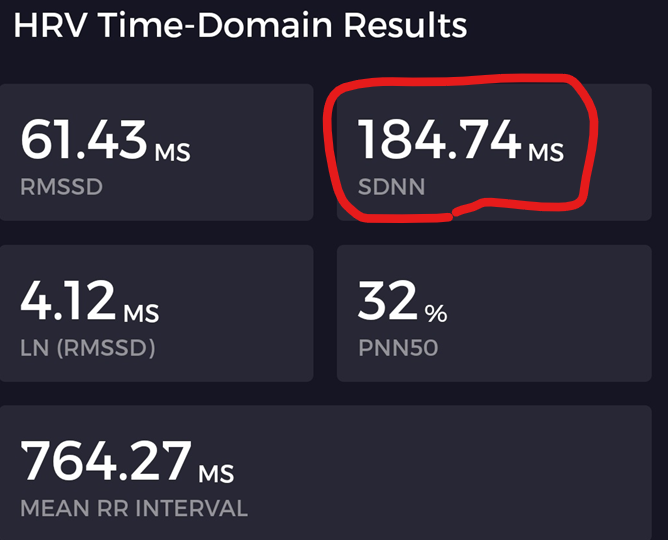 HRV Time-Domain Results
61.43 MS
RMSSD
184.74 MS
SDNN
4.12 MS
LN (RMSSD)
32 %
PNN50
764.27 MS
MEAN RR INTERVAL